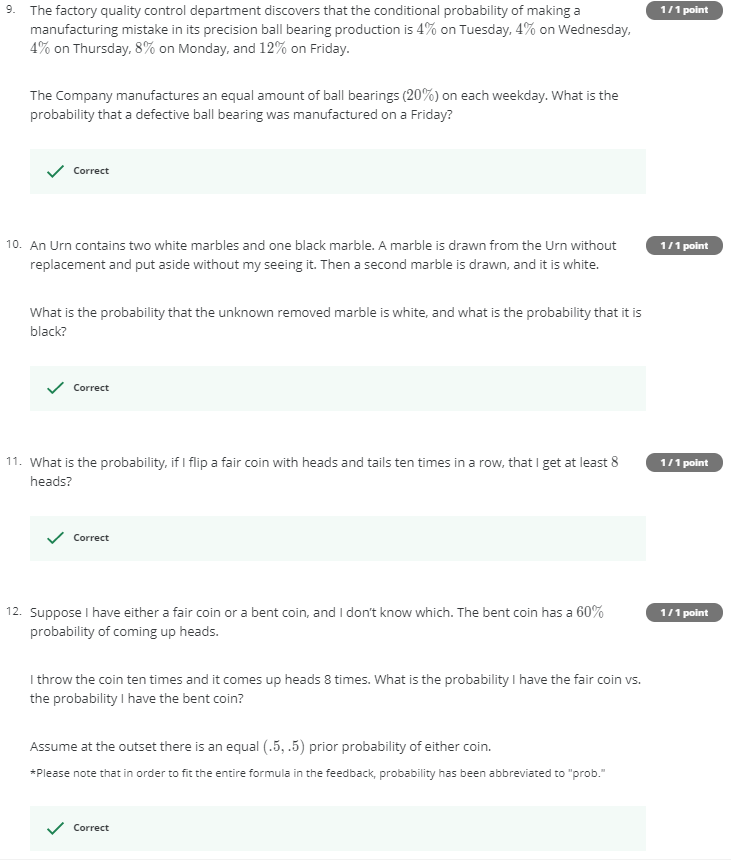 9. The factory quality control department discovers that the conditional probability of making a 1 / 1 point
manufacturing mistake in its precision ball bearing production is 4% on Tuesday, 4% on Wednesday,
4% on Thursday, 8% on Monday, and 12% on Friday.
The Company manufactures an equal amount of ball bearings (20%) on each weekday. What is the
probability that a defective ball bearing was manufactured on a Friday?
Correct
10. An Urn contains two white marbles and one black marble. A marble is drawn from the Urn without 1 / 1 point
replacement and put aside without my seeing it. Then a second marble is drawn, and it is white.
What is the probability that the unknown removed marble is white, and what is the probability that it is
black?
Correct
11. What is the probability, if I flip a fair coin with heads and tails ten times in a row, that I get at least 8 1 / 1 point
heads?
Correct
12. Suppose I have either a fair coin or a bent coin, and I don't know which. The bent coin has a 60% 1 / 1 point
probability of coming up heads.
I throw the coin ten times and it comes up heads 8 times. What is the probability I have the fair coin vs.
the probability I have the bent coin?
Assume at the outset there is an equal (.5, .5) prior probability of either coin.
*Please note that in order to fit the entire formula in the feedback, probability has been abbreviated to "prob."
Correct